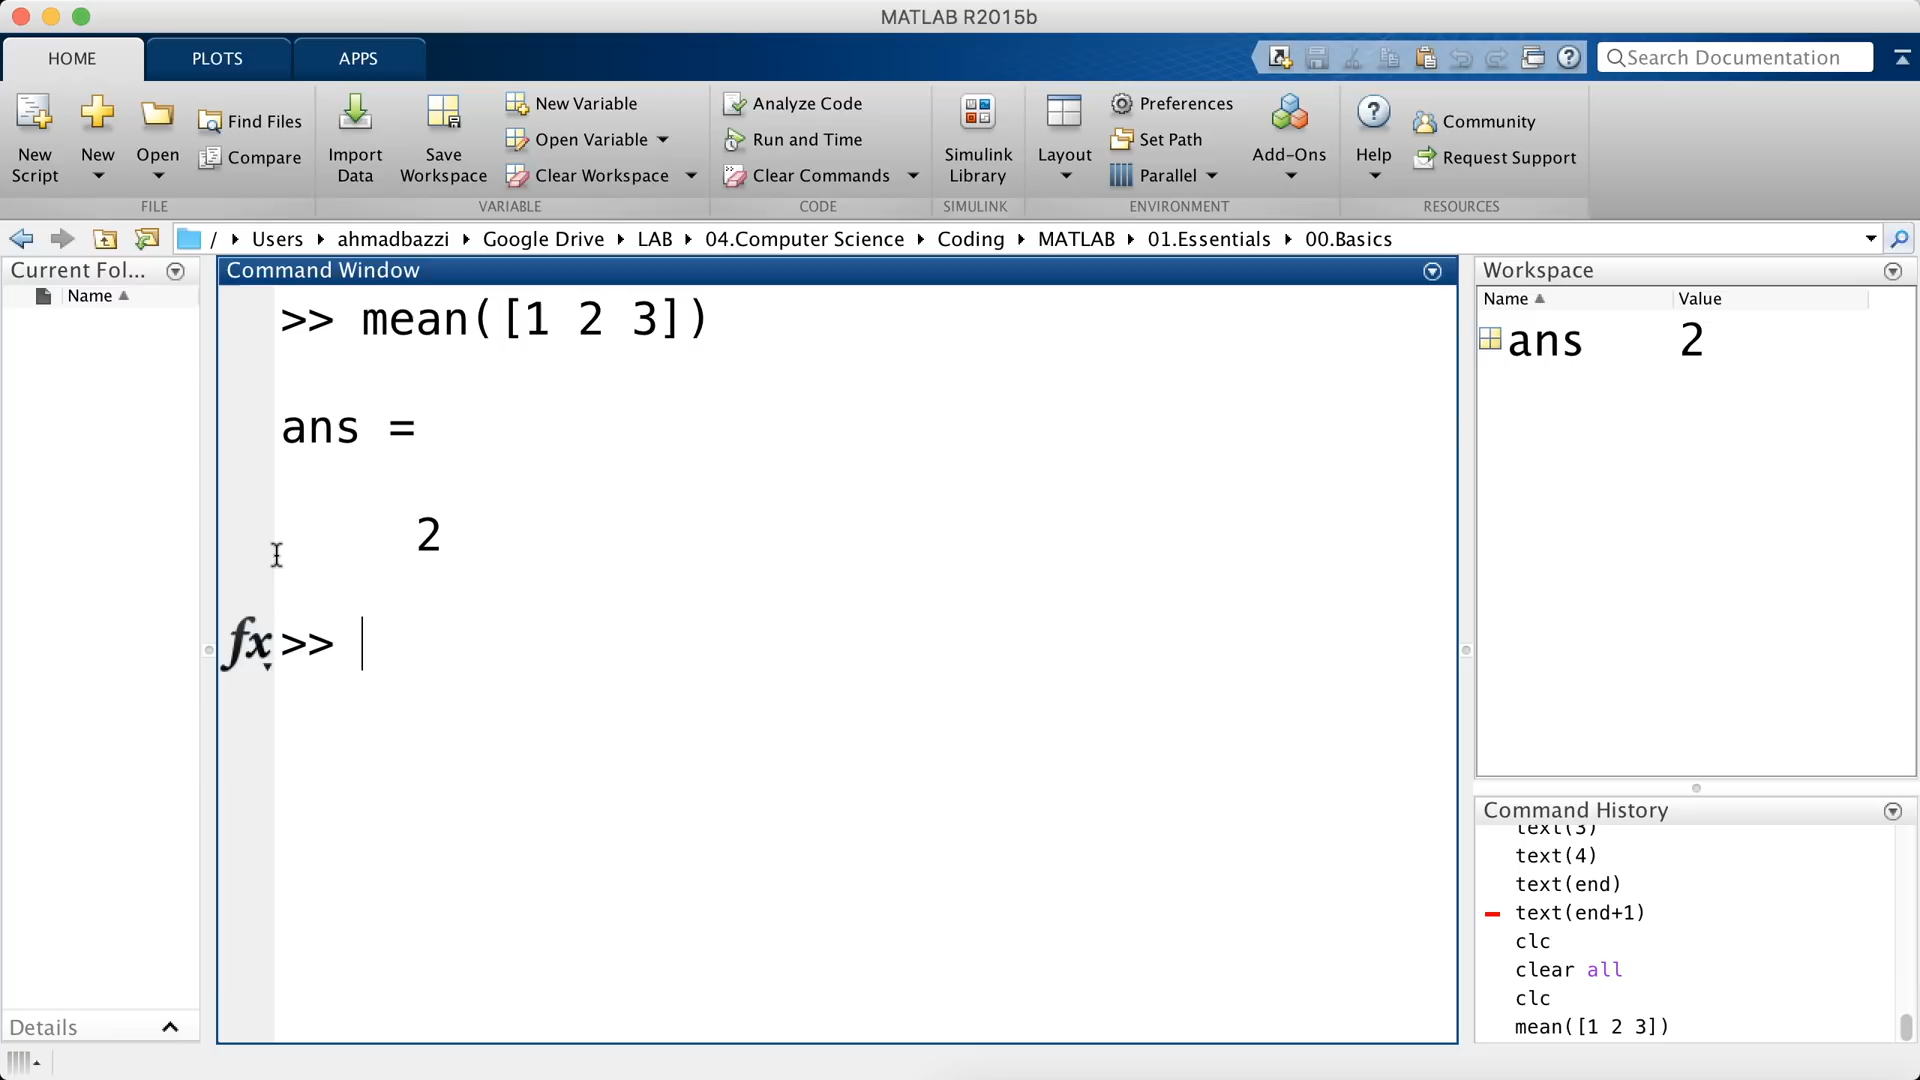 MATLAB R2015b
HOME
PLOTS
APPS
Search Documentation
New Script
New
Open
Find Files
Compare
FILE
Import Data
Save Workspace
New Variable
Open Variable
Clear Workspace
VARIABLE
Analyze Code
Run and Time
Clear Commands
CODE
Simulink Library
SIMULINK
Layout
Preferences
Set Path
Parallel
Add-Ons
ENVIRONMENT
Help
Community
Request Support
RESOURCES
/ Users ahmadbazzi Google Drive LAB 04.Computer Science Coding MATLAB 01.Essentials 00.Basics
Current Fol...
Name
Details
Command Window
>> mean([1 2 3])
ans =
2
fx >>
Workspace
Name Value
ans 2
Command History
text(3)
text(4)
text(end)
text(end+1)
clc
clear all
clc
mean([1 2 3])